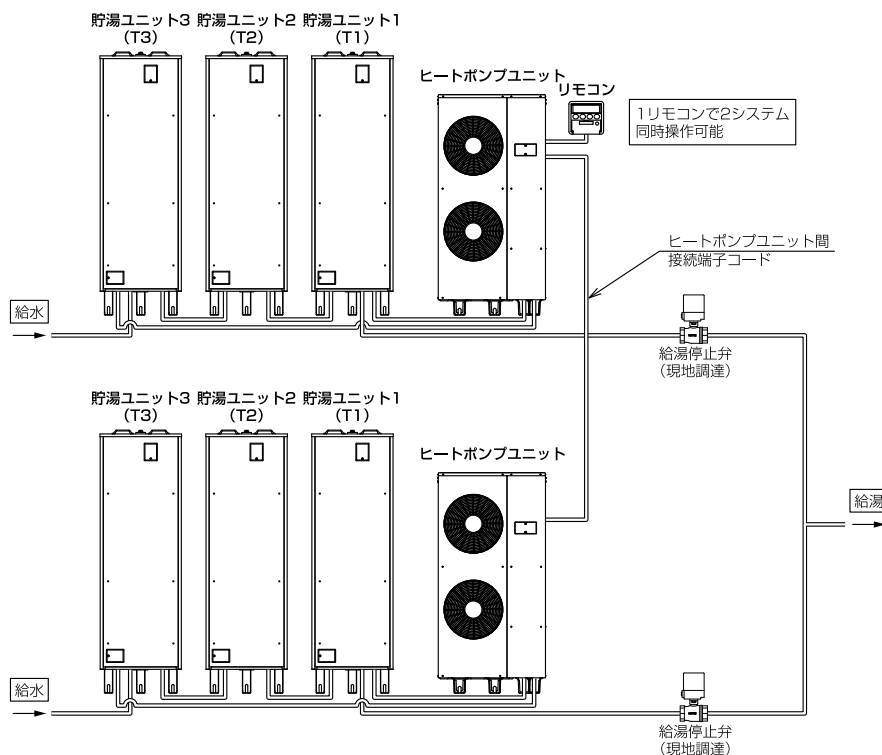 貯湯ユニット3 貯湯ユニット2 貯湯ユニット1
(T3) (T2) (T1)
ヒートポンプユニット
リモコン
1リモコンで2システム
同時操作可能
ヒートポンプユニット間
接続端子コード
給水
給湯停止弁
(現地調達)
貯湯ユニット3 貯湯ユニット2 貯湯ユニット1
(T3) (T2) (T1)
ヒートポンプユニット
給湯
給水
給湯停止弁
(現地調達)